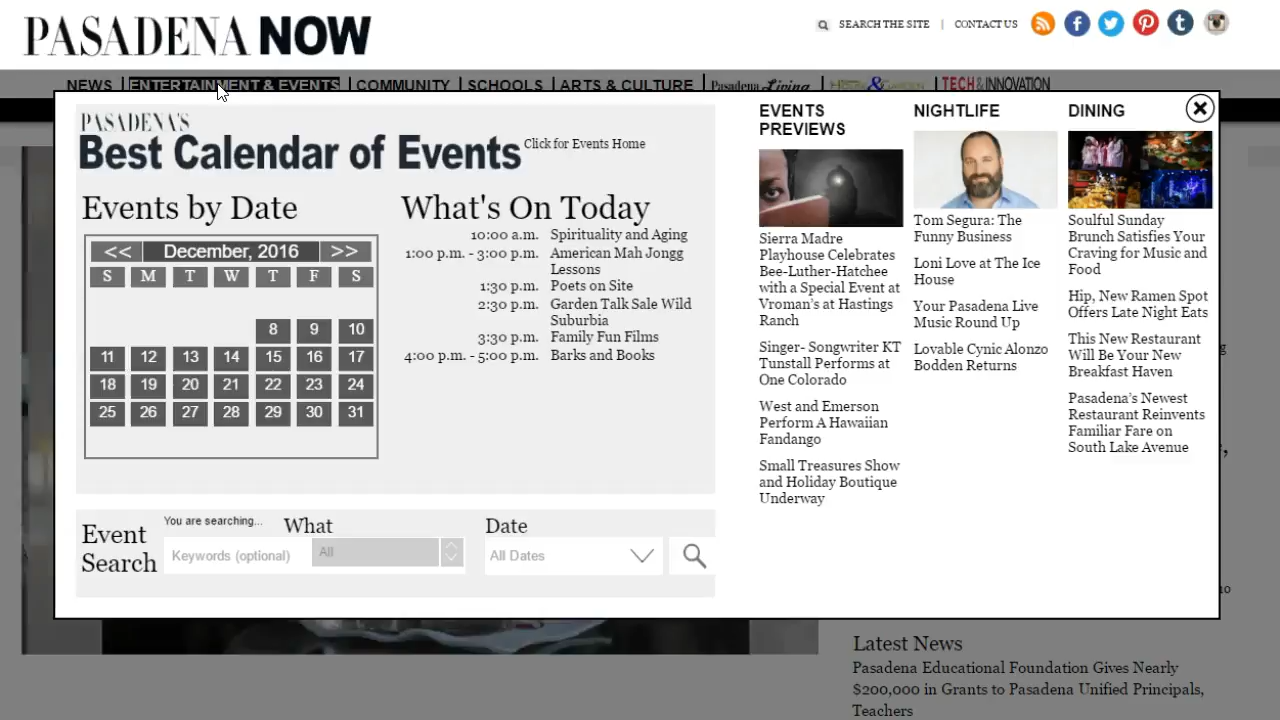 PASADENA NOW
SEARCH THE SITE | CONTACT US
NEWS | ENTERTAINMENT & EVENTS | COMMUNITY | SCHOOLS | ARTS & CULTURE | Pasadena Living | Home & Garden | TECH & INNOVATION
PASADENA'S
Best Calendar of Events
Click for Events Home
Events by Date
<< December, 2016 >>
S M T W T F S
8 9 10
11 12 13 14 15 16 17
18 19 20 21 22 23 24
25 26 27 28 29 30 31
What's On Today
10:00 a.m. Spirituality and Aging
1:00 p.m. - 3:00 p.m. American Mah Jongg
Lessons
1:30 p.m. Poets on Site
2:30 p.m. Garden Talk Sale Wild
Suburbia
3:30 p.m. Family Fun Films
4:00 p.m. - 5:00 p.m. Barks and Books
Event
Search
You are searching...
What
Date
Keywords (optional)
All
All Dates
EVENTS
PREVIEWS
Sierra Madre
Playhouse Celebrates
Bee-Luther-Hatchee
with a Special Event at
Vroman's at Hastings
Ranch
Singer- Songwriter KT
Tunstall Performs at
One Colorado
West and Emerson
Perform A Hawaiian
Fandango
Small Treasures Show
and Holiday Boutique
Underway
NIGHTLIFE
Tom Segura: The
Funny Business
Loni Love at The Ice
House
Your Pasadena Live
Music Round Up
Lovable Cynic Alonzo
Bodden Returns
DINING
Soulful Sunday
Brunch Satisfies Your
Craving for Music and
Food
Hip, New Ramen Spot
Offers Late Night Eats
This New Restaurant
Will Be Your New
Breakfast Haven
Pasadena's Newest
Restaurant Reinvents
Familiar Fare on
South Lake Avenue
Latest News
Pasadena Educational Foundation Gives Nearly
$200,000 in Grants to Pasadena Unified Principals,
Teachers